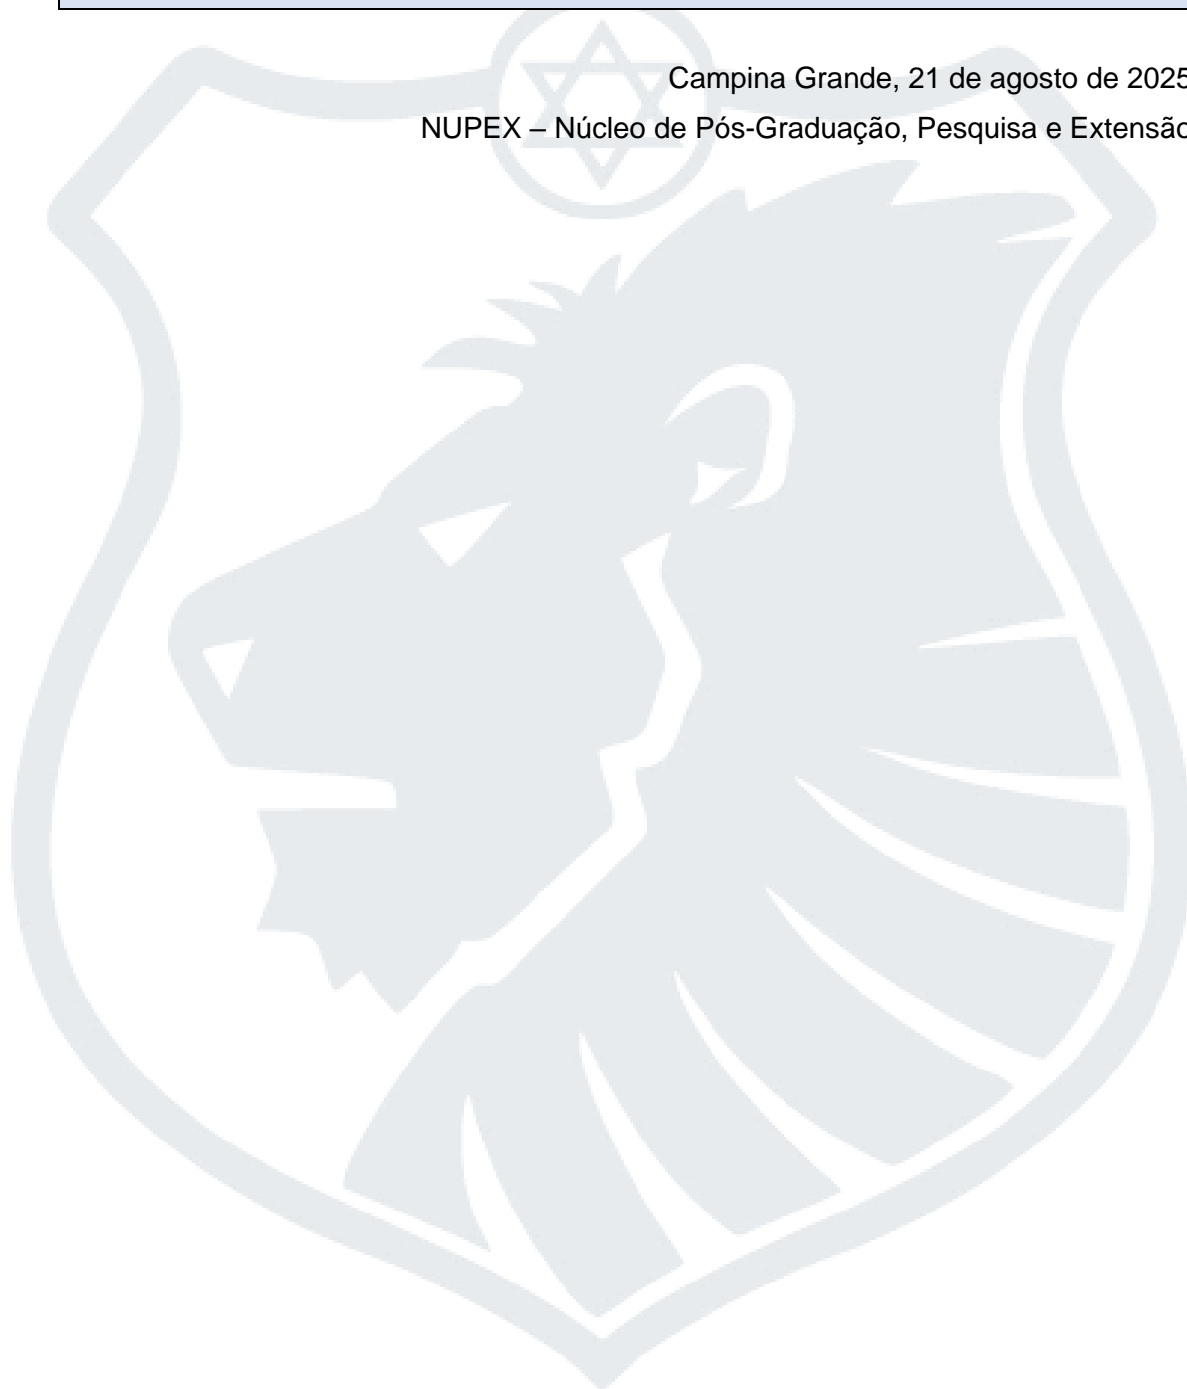 Campina Grande, 21 de agosto de 2025
NUPEX – Núcleo de Pós-Graduação, Pesquisa e Extensão